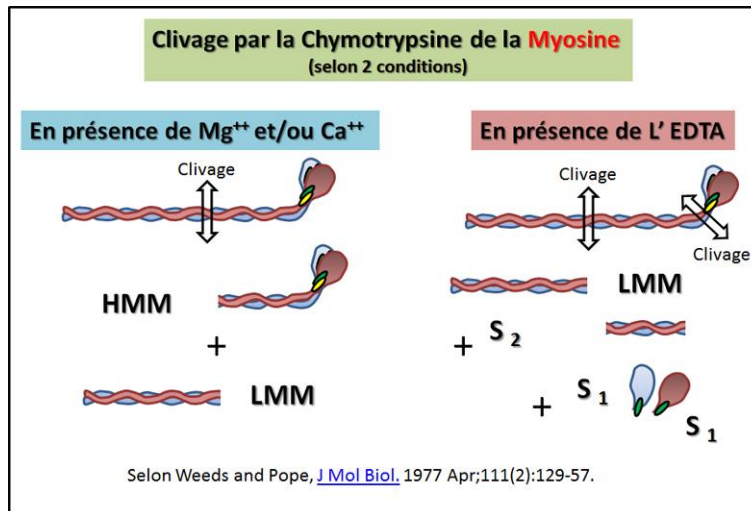 Clivage par la Chymotrypsine de la Myosine
(selon 2 conditions)
En présence de Mg⁺⁺ et/ou Ca⁺⁺
Clivage
HMM
+
LMM
En présence de L' EDTA
Clivage
Clivage
LMM
+ S 2
+ S 1
S 1
Selon Weeds and Pope, J Mol Biol. 1977 Apr;111(2):129-57.